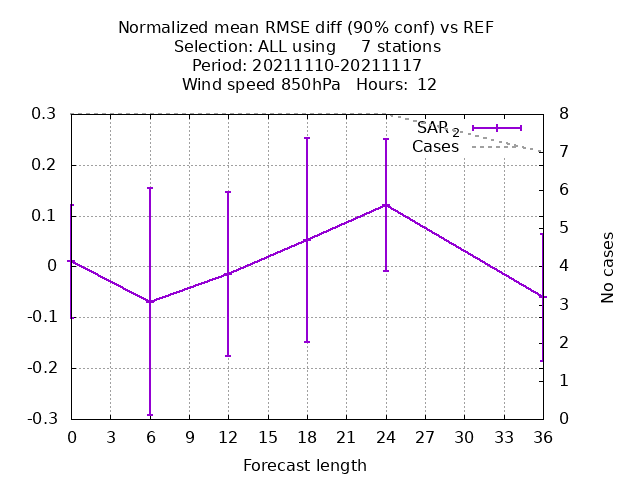 Normalized mean RMSE diff (90% conf) vs REF
Selection: ALL using 7 stations
Period: 20211110-20211117
Wind speed 850hPa Hours: 12
0.3
0.2
0.1
0
-0.1
-0.2
-0.3
8
7
6
5
4
3
2
1
0
SAR 2
Cases
No cases
0 3 6 9 12 15 18 21 24 27 30 33 36
Forecast length